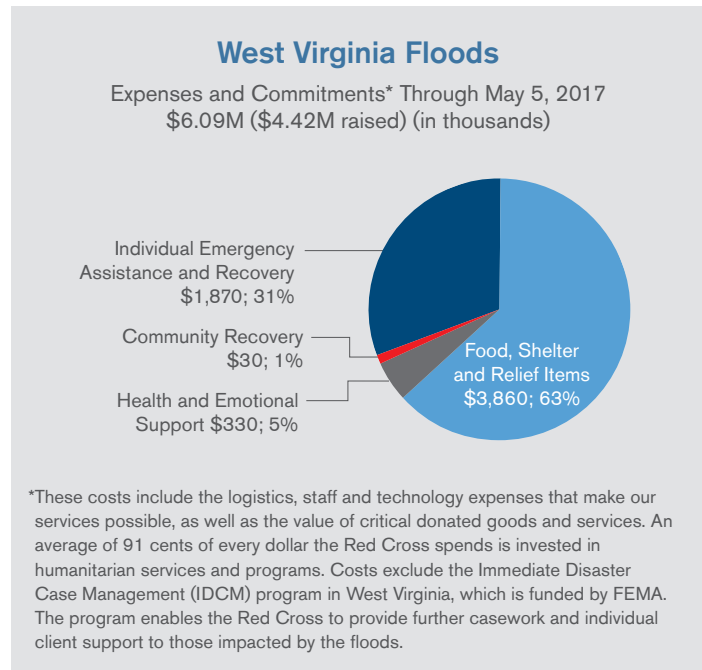 West Virginia Floods
Expenses and Commitments* Through May 5, 2017
$6.09M ($4.42M raised) (in thousands)
Individual Emergency
Assistance and Recovery
$1,870; 31%
Community Recovery
$30; 1%
Health and Emotional
Support $330; 5%
Food, Shelter
and Relief Items
$3,860; 63%
*These costs include the logistics, staff and technology expenses that make our
services possible, as well as the value of critical donated goods and services. An
average of 91 cents of every dollar the Red Cross spends is invested in
humanitarian services and programs. Costs exclude the Immediate Disaster
Case Management (IDCM) program in West Virginia, which is funded by FEMA.
The program enables the Red Cross to provide further casework and individual
client support to those impacted by the floods.